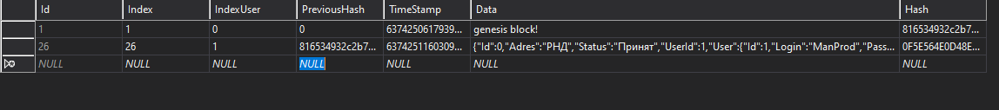 Id Index IndexUser PreviousHash TimeStamp Data Hash
1 1 0 0 6374250617939... genesis block! 816534932c2b7...
26 26 1 816534932c2b7... 6374251160309... {"Id":0,"Adres":"РНД","Status":"Принят","UserId":1,"User":{"Id":1,"Login":"ManProd","Pass... 0F5E564E0D48E...
NULL NULL NULL NULL NULL NULL NULL